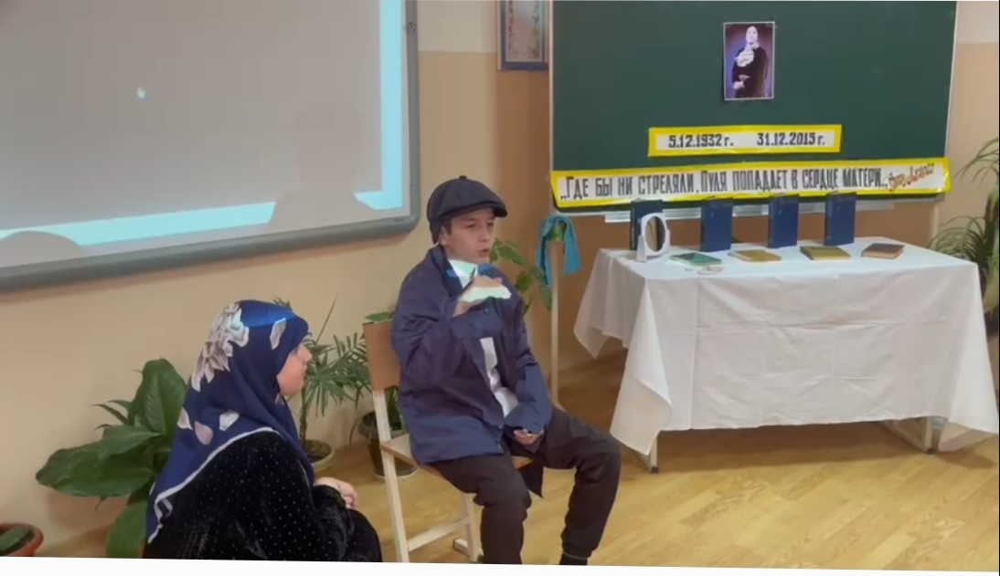 5.12.1932 г. 31.12.2015 г.
„Где бы ни стреляли, Пуля попадает в сердце матери„